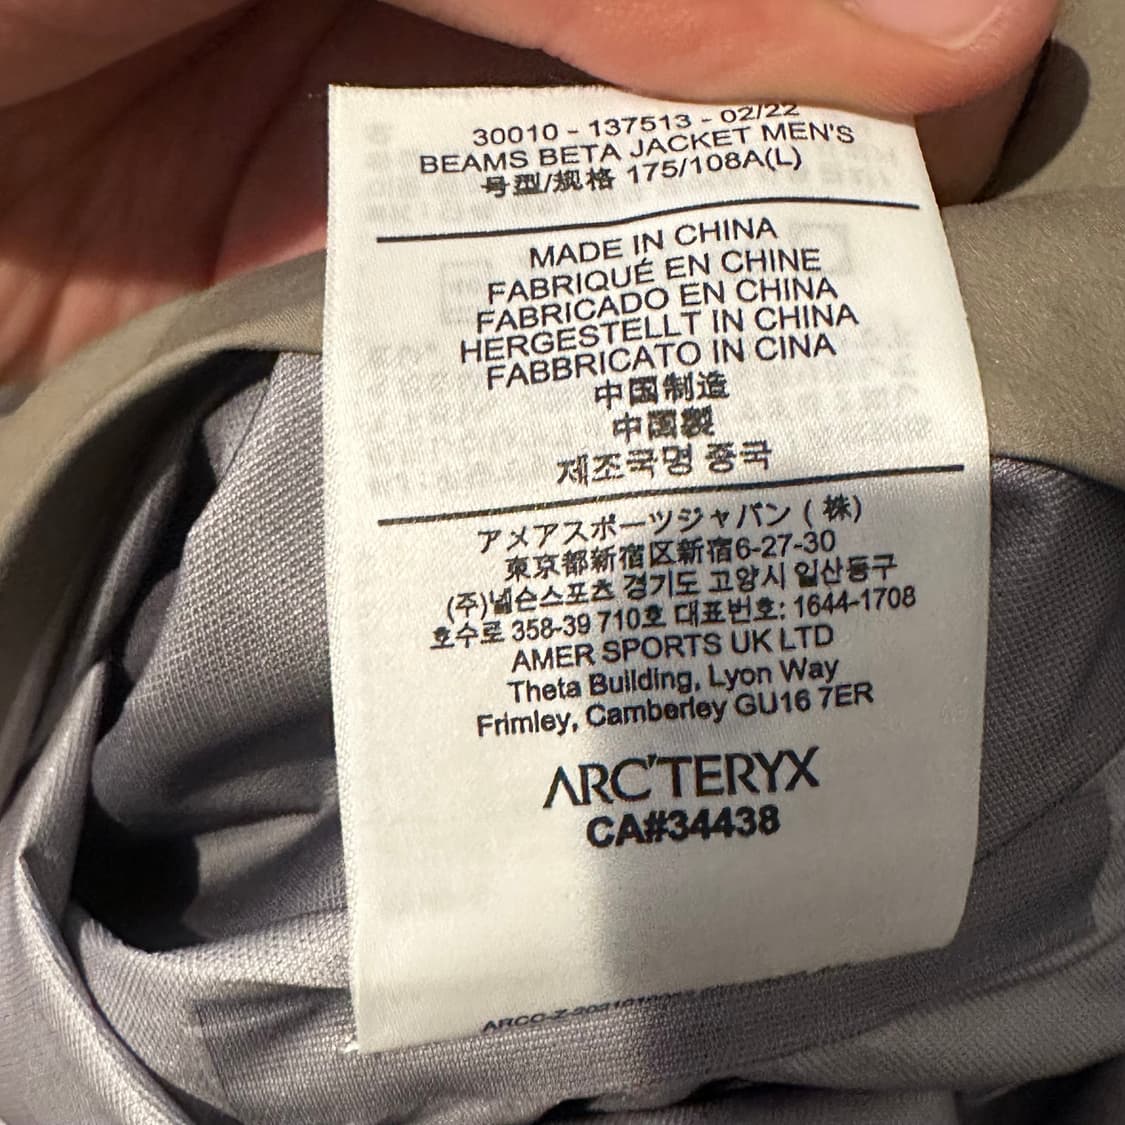 30010 - 137513 - 02/22
BEAMS BETA JACKET MEN'S
号型/规格 175/108A(L)
MADE IN CHINA
FABRIQUÉ EN CHINE
FABRICADO EN CHINA
HERGESTELLT IN CHINA
FABBRICATO IN CINA
中国制造
中国製
제조국명 중국
アメアスポーツジャパン (株)
東京都新宿区新宿6-27-30
(주)넬슨스포츠 경기도 고양시 일산동구
호수로 358-39 710호 대표번호: 1644-1708
AMER SPORTS UK LTD
Theta Building, Lyon Way
Frimley, Camberley GU16 7ER
ARC'TERYX
CA#34438